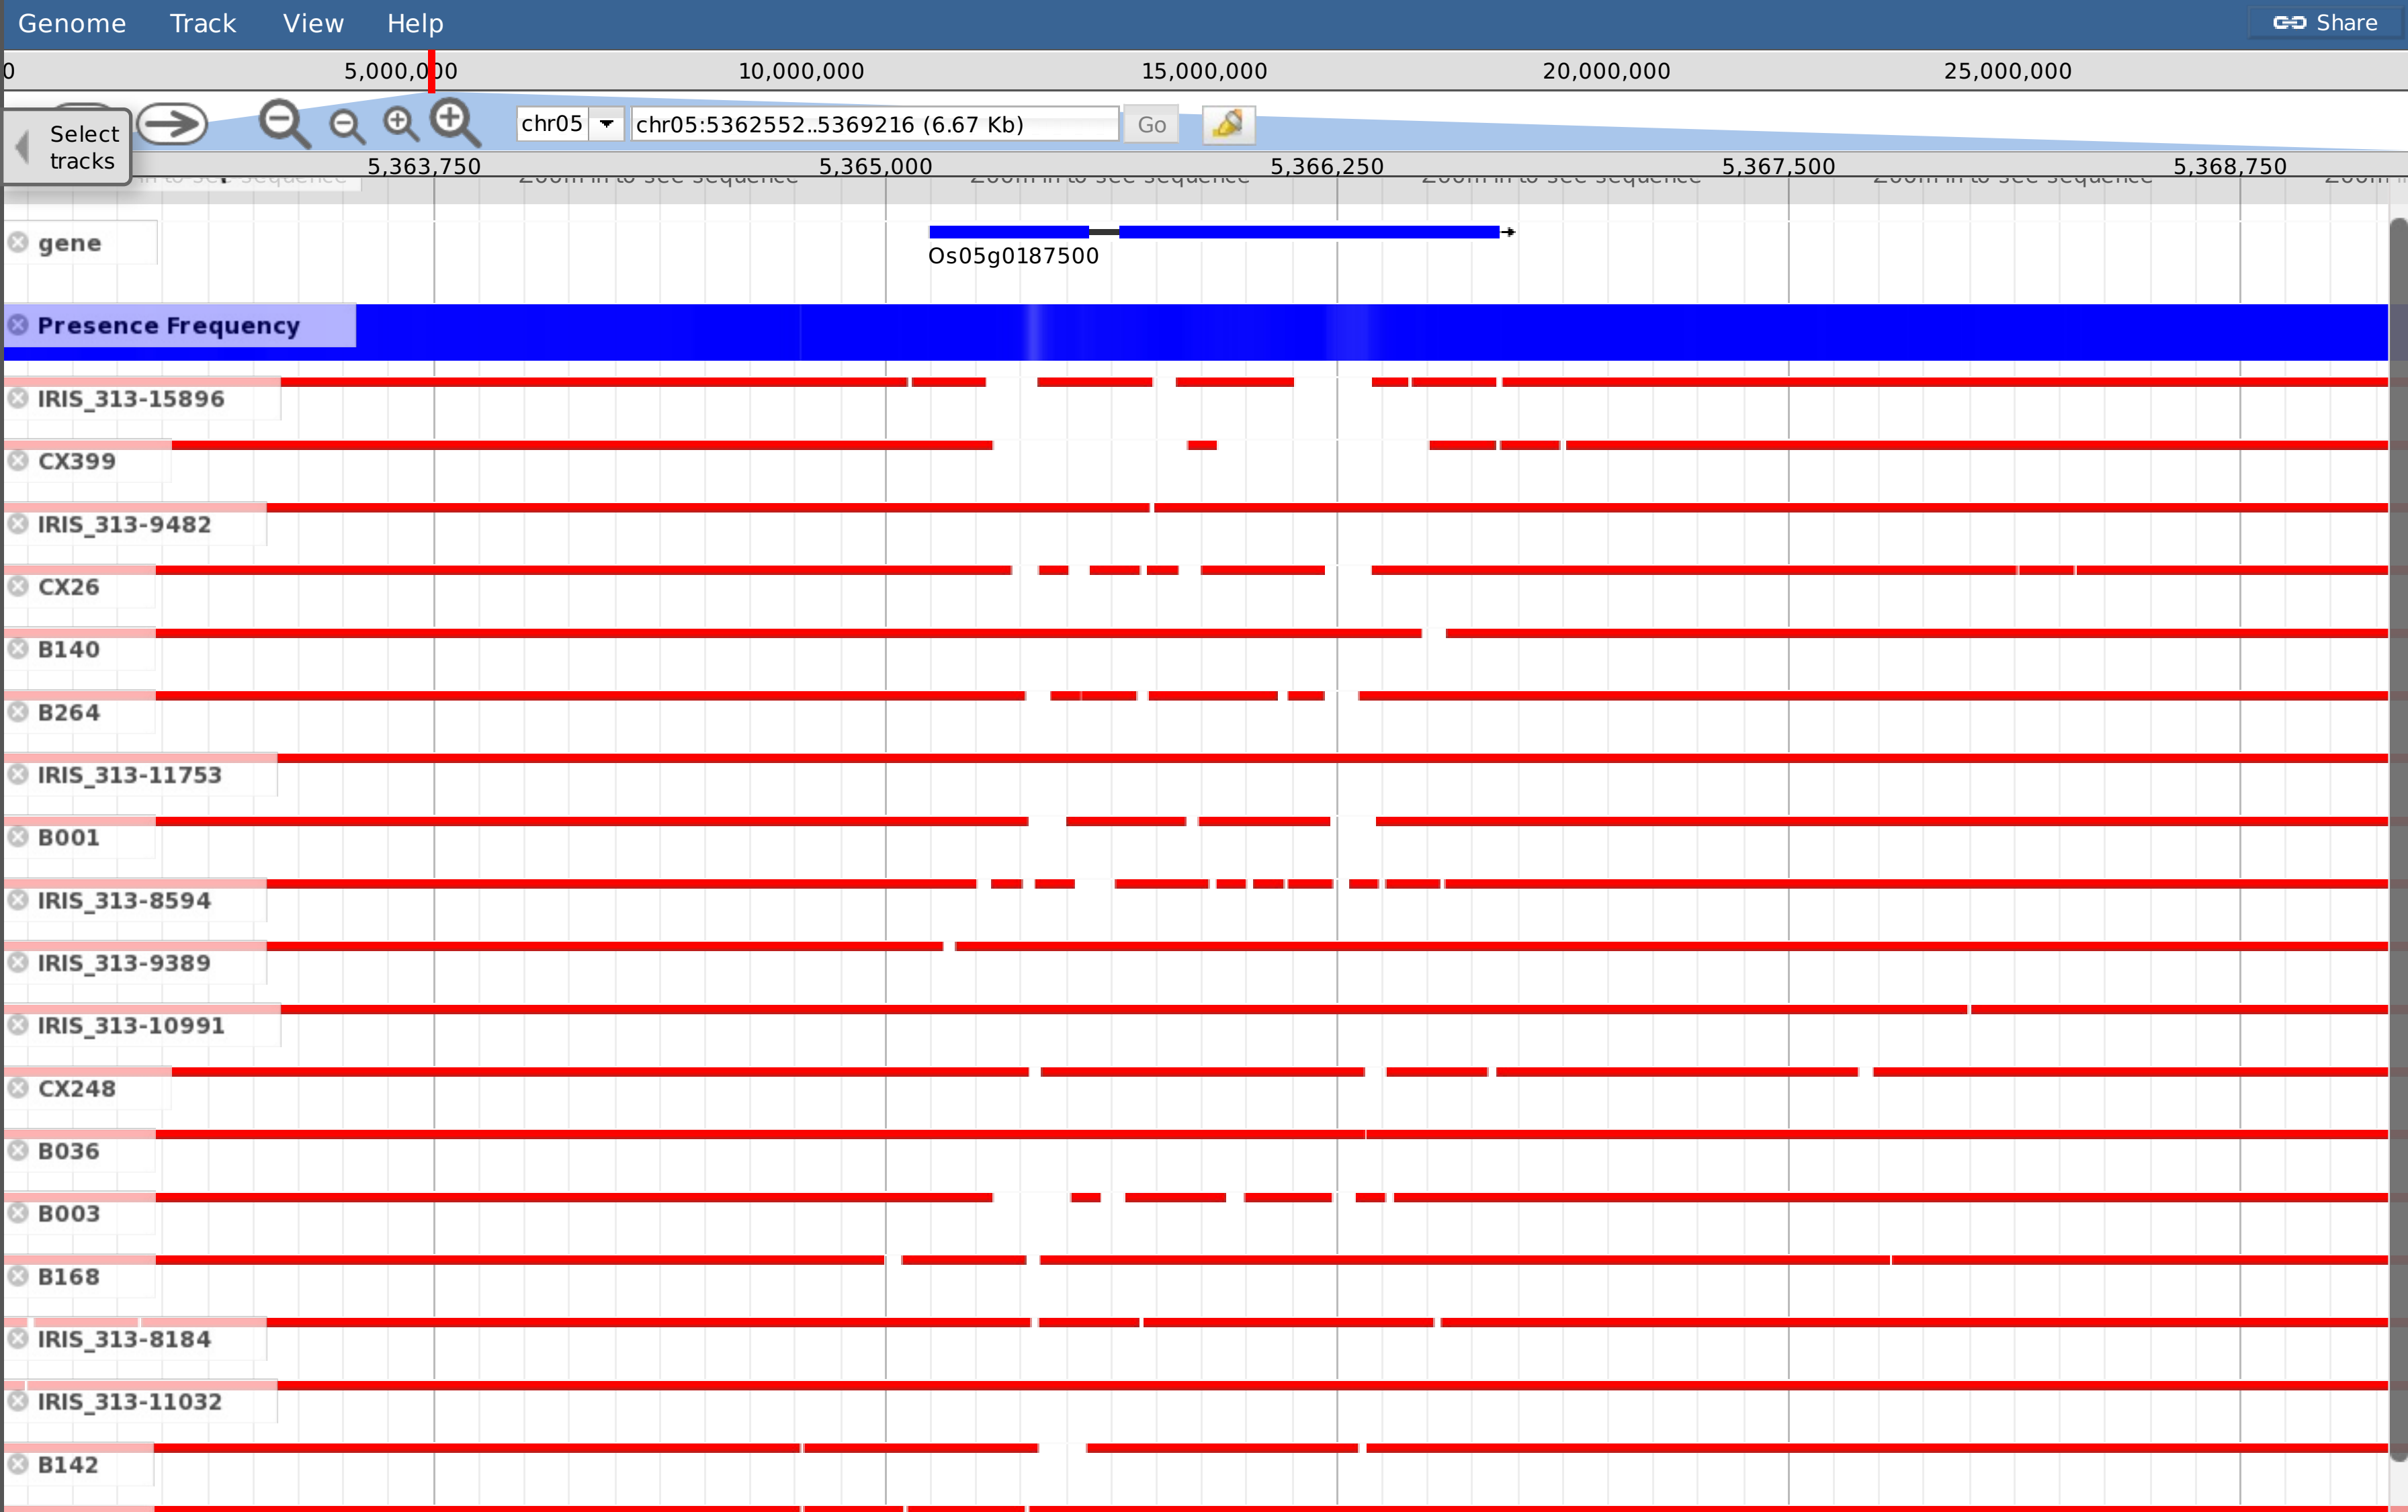 Genome Track View Help Share
0 5,000,000 10,000,000 15,000,000 20,000,000 25,000,000
Select
tracks
chr05 chr05:5362552..5369216 (6.67 Kb) Go
5,363,750 5,365,000 5,366,250 5,367,500 5,368,750
gene
Os05g0187500
Presence Frequency
IRIS_313-15896
CX399
IRIS_313-9482
CX26
B140
B264
IRIS_313-11753
B001
IRIS_313-8594
IRIS_313-9389
IRIS_313-10991
CX248
B036
B003
B168
IRIS_313-8184
IRIS_313-11032
B142